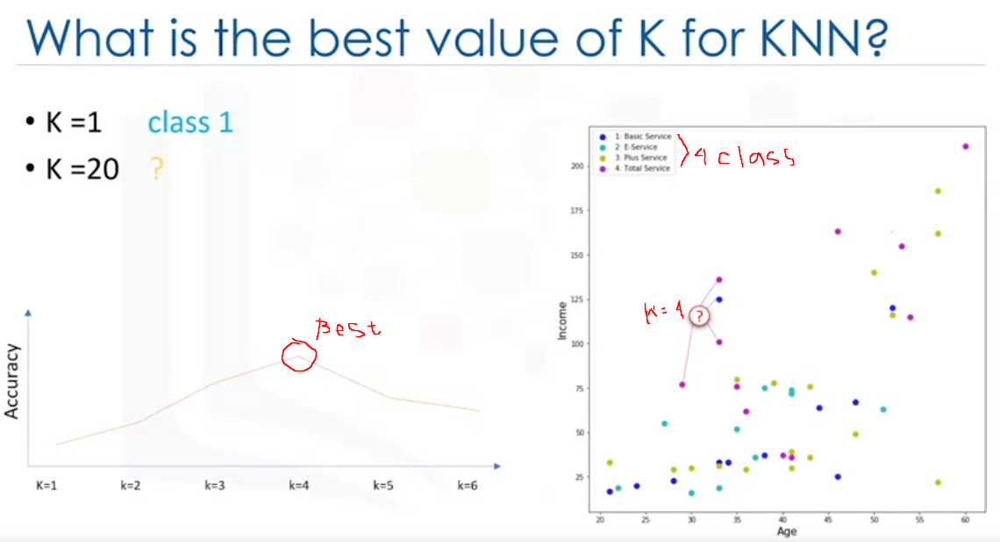 What is the best value of K for KNN?
• K =1 class 1
• K =20 ?
Best
Accuracy
K=1 k=2 k=3 k=4 k=5 k=6
1: Basic Service
2: E-Service
3: Plus Service
4: Total Service
4 class
K=4
?
Income
200
175
150
125
100
75
50
25
20 25 30 35 40 45 50 55 60
Age